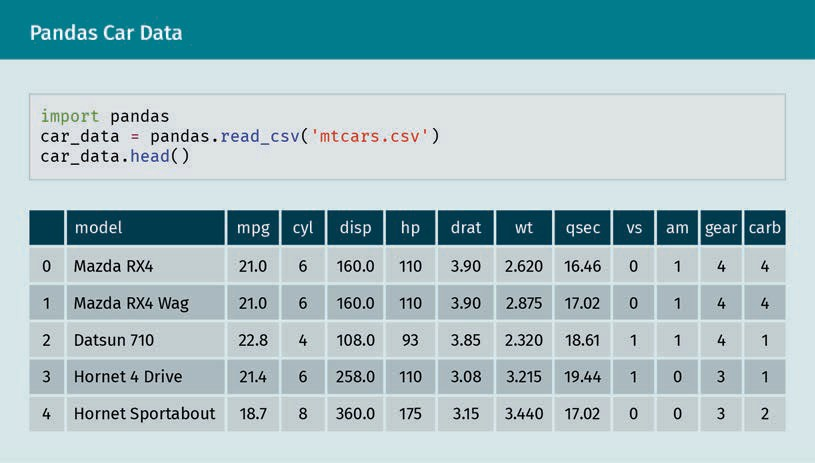 Pandas Car Data
import pandas
car_data = pandas.read_csv('mtcars.csv')
car_data.head()
model mpg cyl disp hp drat wt qsec vs am gear carb
0 Mazda RX4 21.0 6 160.0 110 3.90 2.620 16.46 0 1 4 4
1 Mazda RX4 Wag 21.0 6 160.0 110 3.90 2.875 17.02 0 1 4 4
2 Datsun 710 22.8 4 108.0 93 3.85 2.320 18.61 1 1 4 1
3 Hornet 4 Drive 21.4 6 258.0 110 3.08 3.215 19.44 1 0 3 1
4 Hornet Sportabout 18.7 8 360.0 175 3.15 3.440 17.02 0 0 3 2